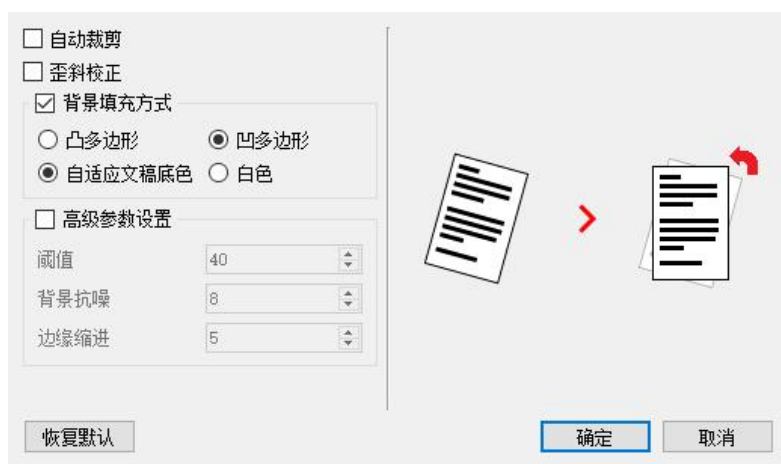 自动裁剪
歪斜校正
背景填充方式
凸多边形 凹多边形
自适应文稿底色 白色
高级参数设置
阈值 40
背景抗噪 8
边缘缩进 5
恢复默认 确定 取消